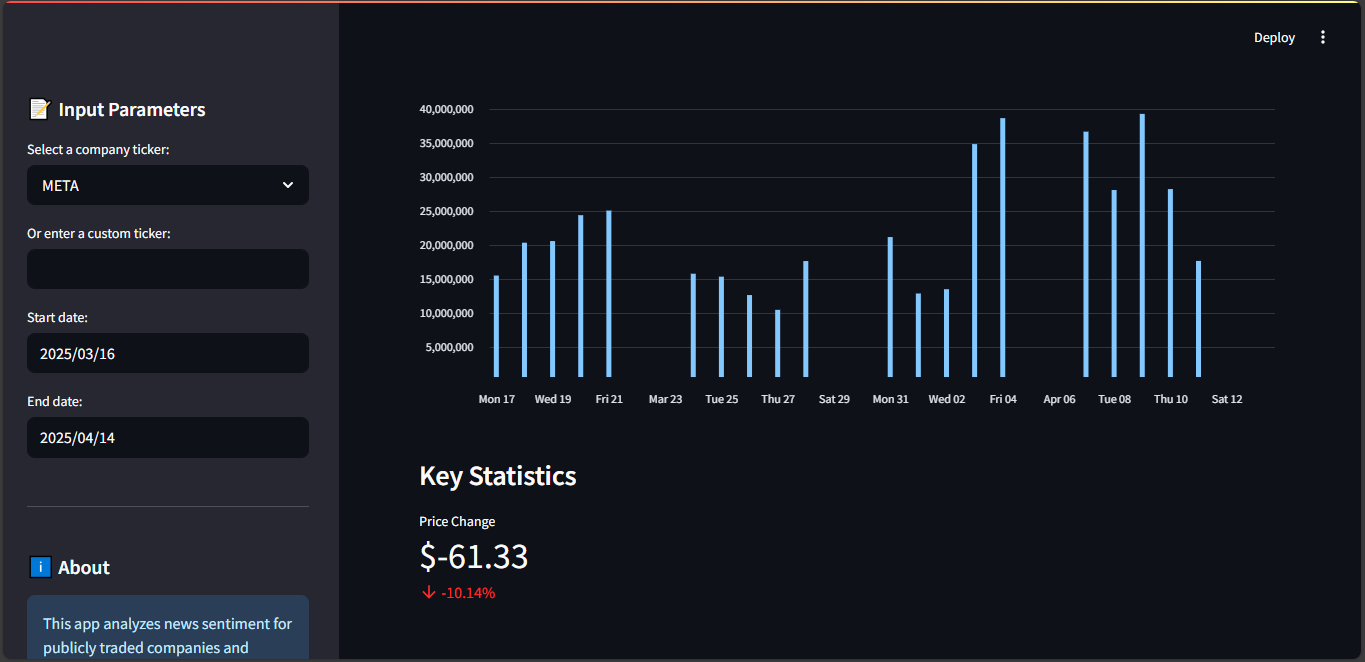 Deploy
Input Parameters
Select a company ticker:
META
Or enter a custom ticker:
Start date:
2025/03/16
End date:
2025/04/14
About
This app analyzes news sentiment for
publicly traded companies and
40,000,000
35,000,000
30,000,000
25,000,000
20,000,000
15,000,000
10,000,000
5,000,000
Mon 17 Wed 19 Fri 21 Mar 23 Tue 25 Thu 27 Sat 29 Mon 31 Wed 02 Fri 04 Apr 06 Tue 08 Thu 10 Sat 12
Key Statistics
Price Change
$-61.33
-10.14%